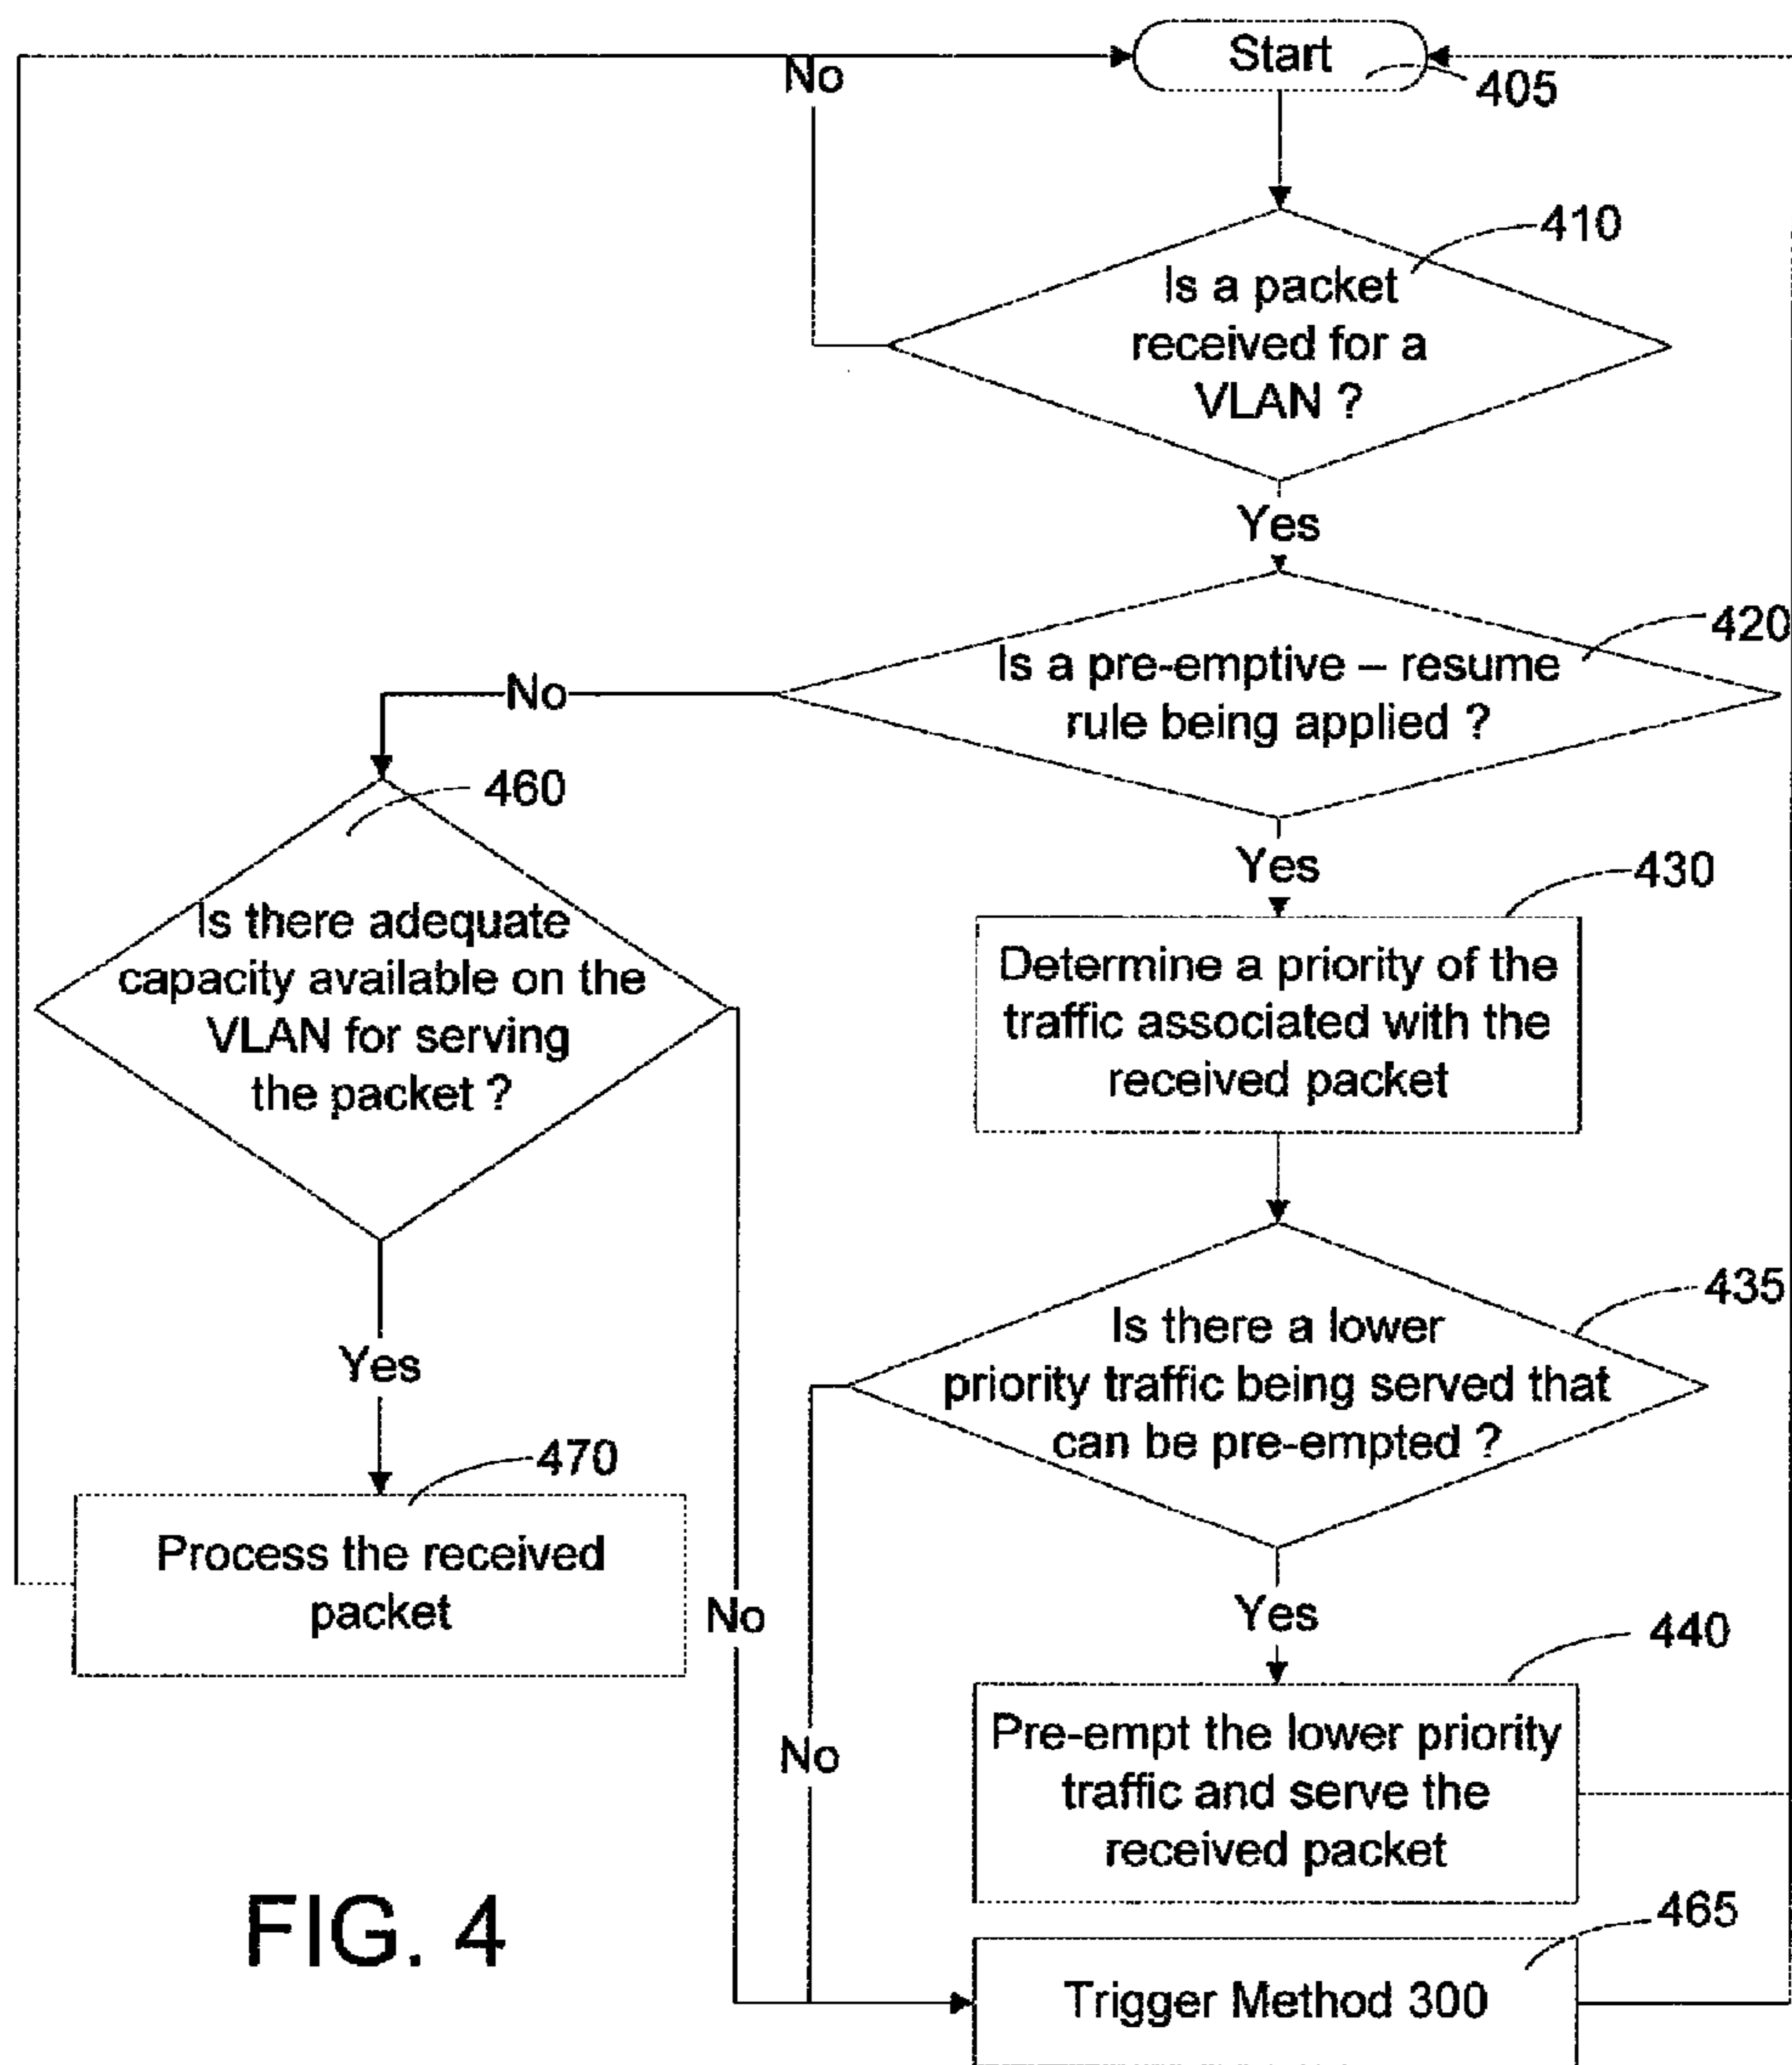 Start
405
No
410
Is a packet
received for a
VLAN ?
Yes
420
Is a pre-emptive – resume
rule being applied ?
No
460
Is there adequate
capacity available on the
VLAN for serving
the packet ?
Yes
430
Determine a priority of the
traffic associated with the
received packet
435
Is there a lower
priority traffic being served that
can be pre-empted ?
Yes
470
Process the received
packet
No
No
Yes
440
Pre-empt the lower priority
traffic and serve the
received packet
465
Trigger Method 300
FIG. 4